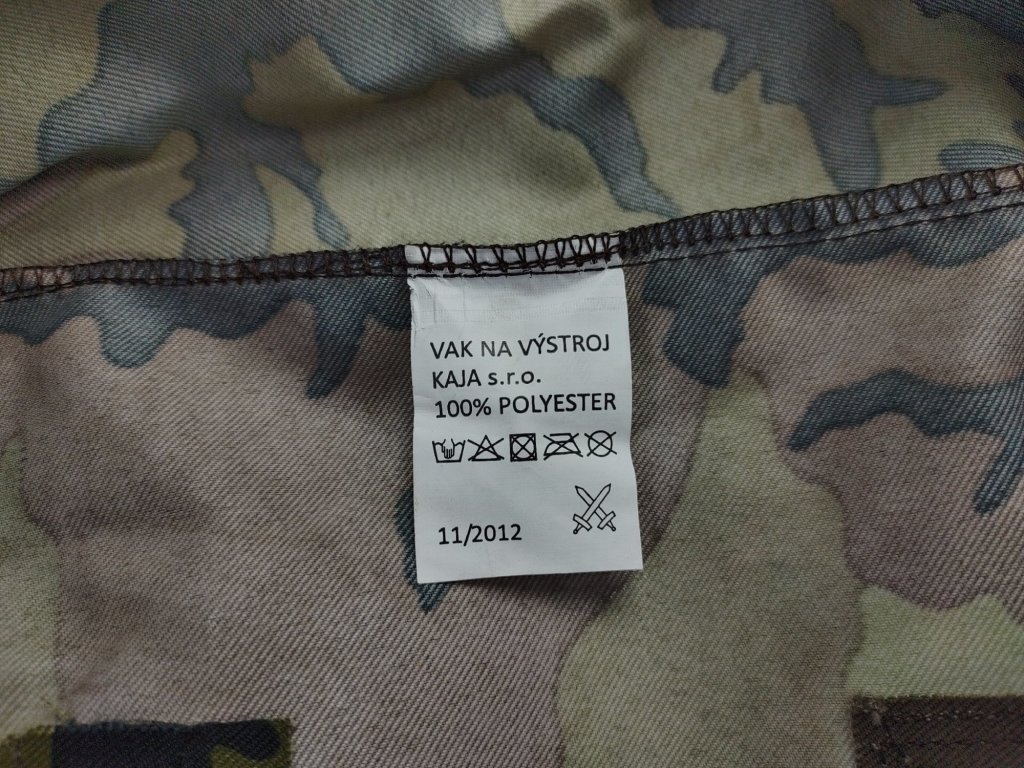 VAK NA VÝSTROJ
KAJA s.r.o.
100% POLYESTER
11/2012